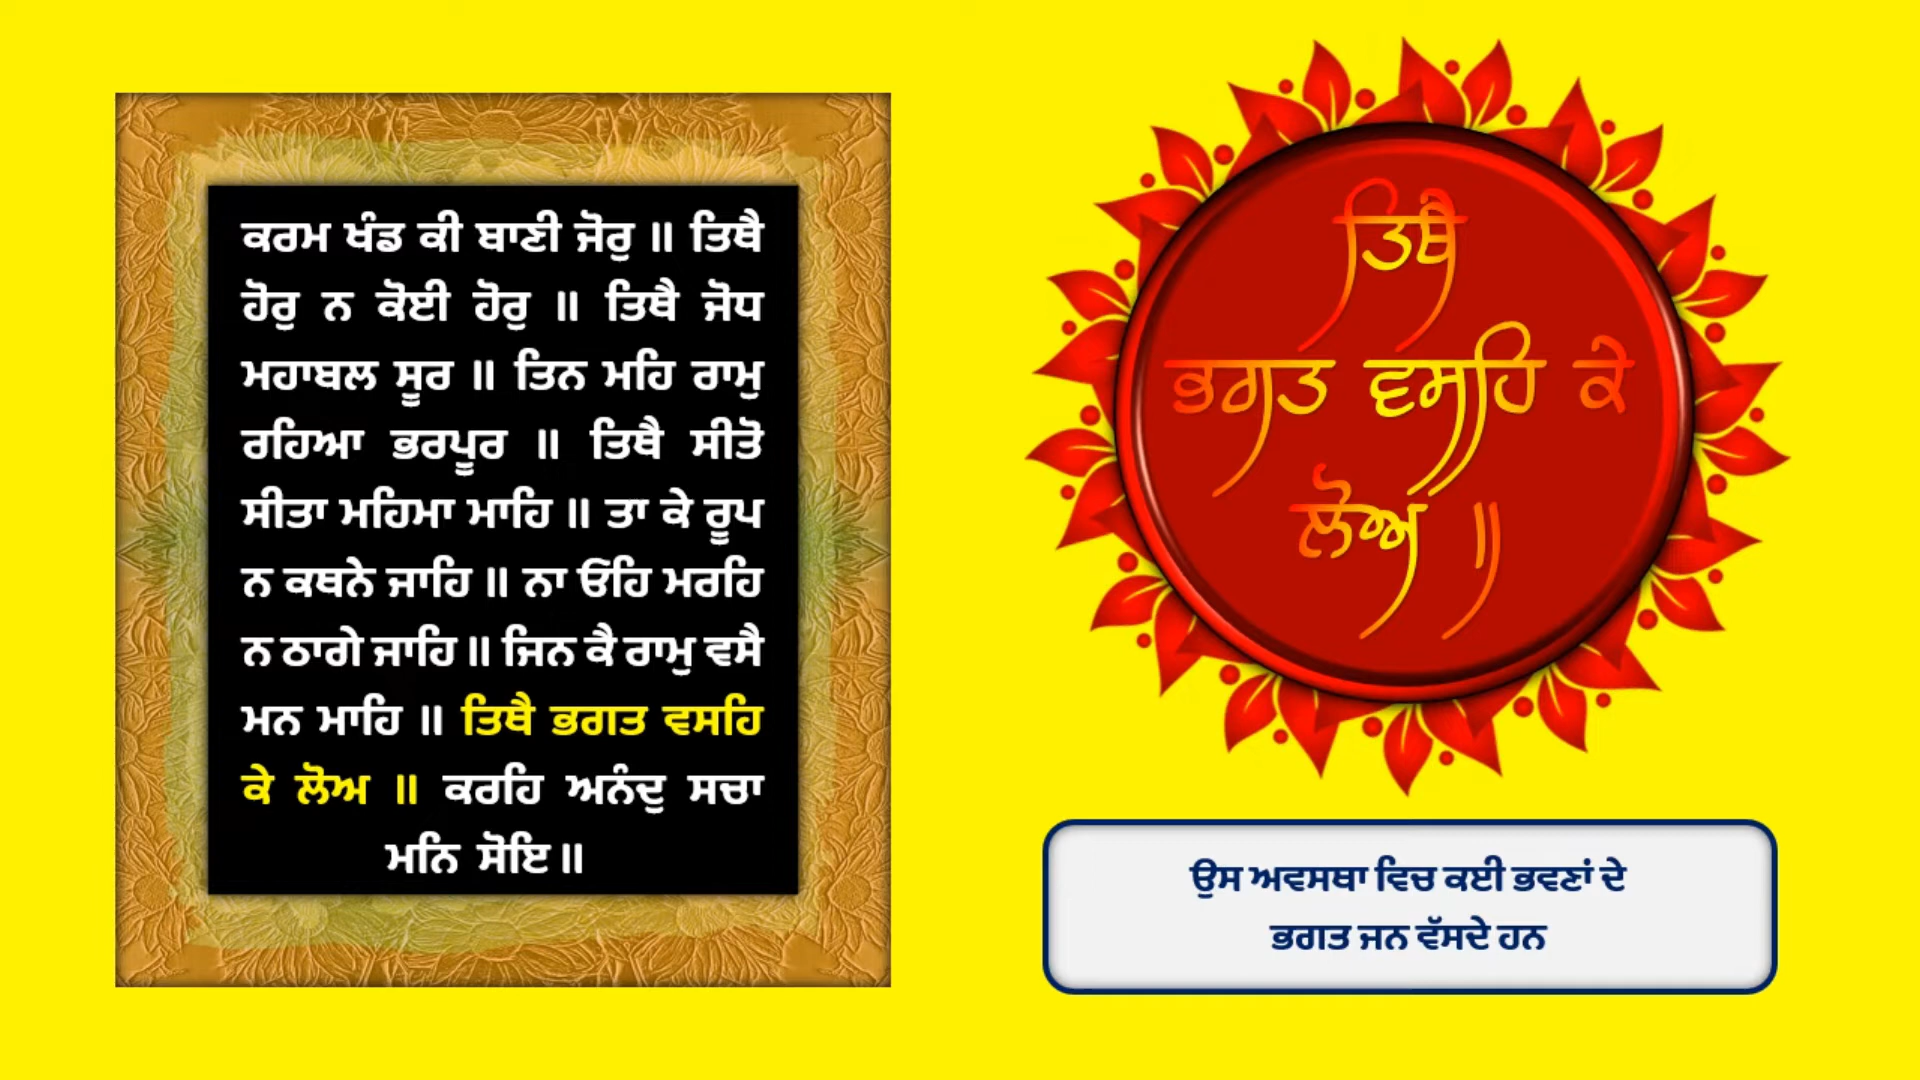 ਕਰਮ ਖੰਡ ਕੀ ਬਾਣੀ ਜੋਰੁ ॥ ਤਿਥੈ
ਹੋਰੁ ਨ ਕੋਈ ਹੋਰੁ ॥ ਤਿਥੈ ਜੋਧ
ਮਹਾਬਲ ਸੂਰ ॥ ਤਿਨ ਮਹਿ ਰਾਮੁ
ਰਹਿਆ ਭਰਪੂਰ ॥ ਤਿਥੈ ਸੀਤੋ
ਸੀਤਾ ਮਹਿਮਾ ਮਾਹਿ ॥ ਤਾ ਕੇ ਰੂਪ
ਨ ਕਥਨੇ ਜਾਹਿ ॥ ਨਾ ਓਹਿ ਮਰਹਿ
ਨ ਠਾਗੇ ਜਾਹਿ ॥ ਜਿਨ ਕੈ ਰਾਮੁ ਵਸੈ
ਮਨ ਮਾਹਿ ॥ ਤਿਥੈ ਭਗਤ ਵਸਹਿ
ਕੇ ਲੋਅ ॥ ਕਰਹਿ ਅਨੰਦੁ ਸਚਾ
ਮਨਿ ਸੋਇ ॥
ਤਿਥੈ
ਭਗਤ ਵਸਹਿ ਕੇ
ਲੋਅ ॥
ਉਸ ਅਵਸਥਾ ਵਿਚ ਕਈ ਭਵਣਾਂ ਦੇ
ਭਗਤ ਜਨ ਵੱਸਦੇ ਹਨ